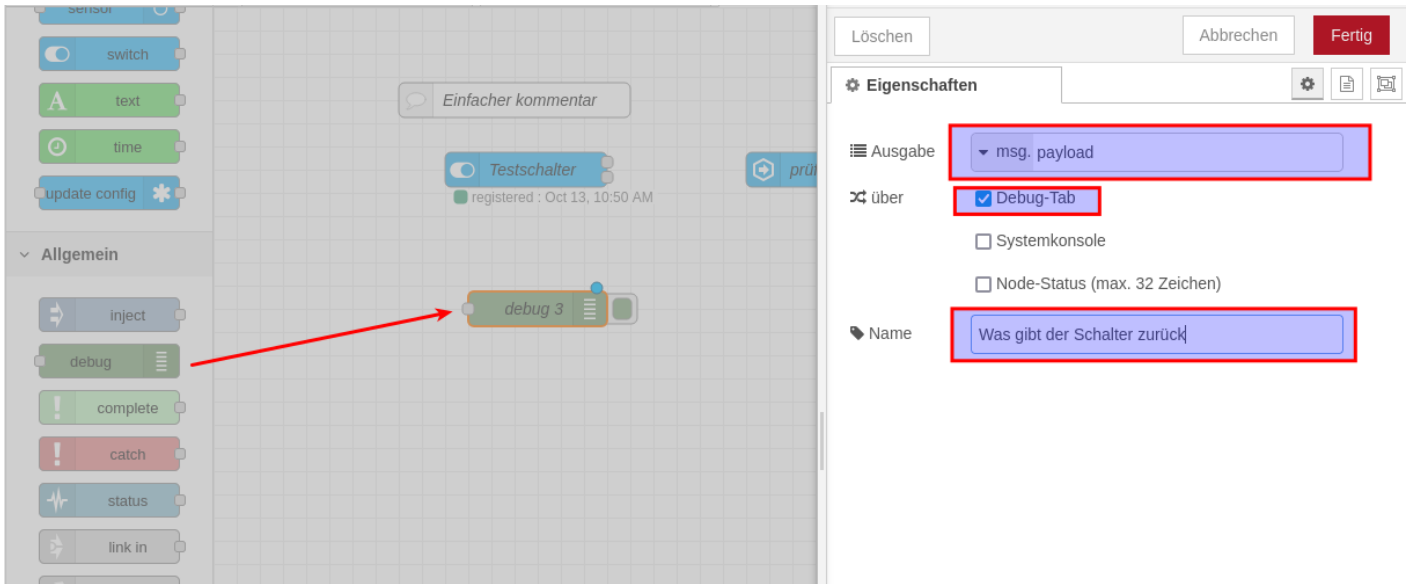 sensor
switch
text
time
update config
Allgemein
inject
debug
complete
catch
status
link in
Einfacher kommentar
Testschalter
registered : Oct 13, 10:50 AM
debug 3
Löschen
Abbrechen
Fertig
Eigenschaften
Ausgabe
msg. payload
über
Debug-Tab
Systemkonsole
Node-Status (max. 32 Zeichen)
Name
Was gibt der Schalter zurück